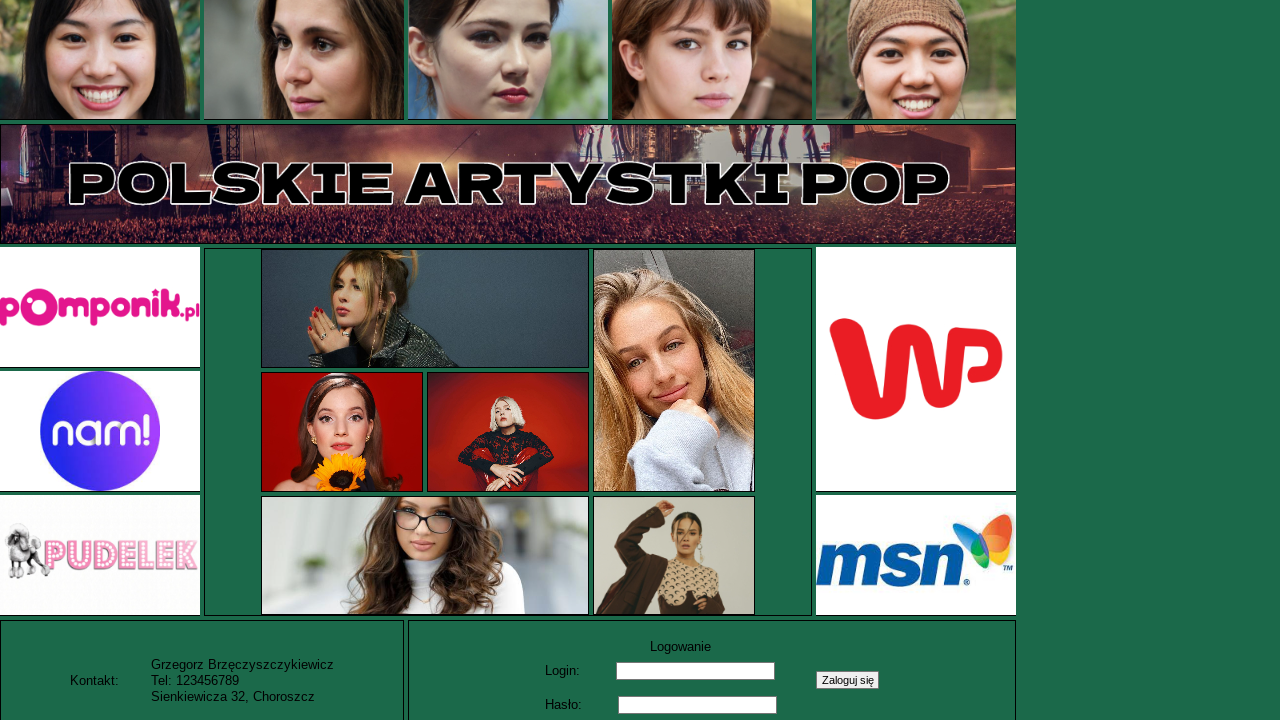 POLSKIE ARTYSTKI POP
pomponik.pl
nam!
PUDELEK
WP
msn®™
Kontakt:
Grzegorz Brzęczyszczykiewicz
Tel: 123456789
Sienkiewicza 32, Choroszcz
Logowanie
Login:
Hasło:
Zaloguj się